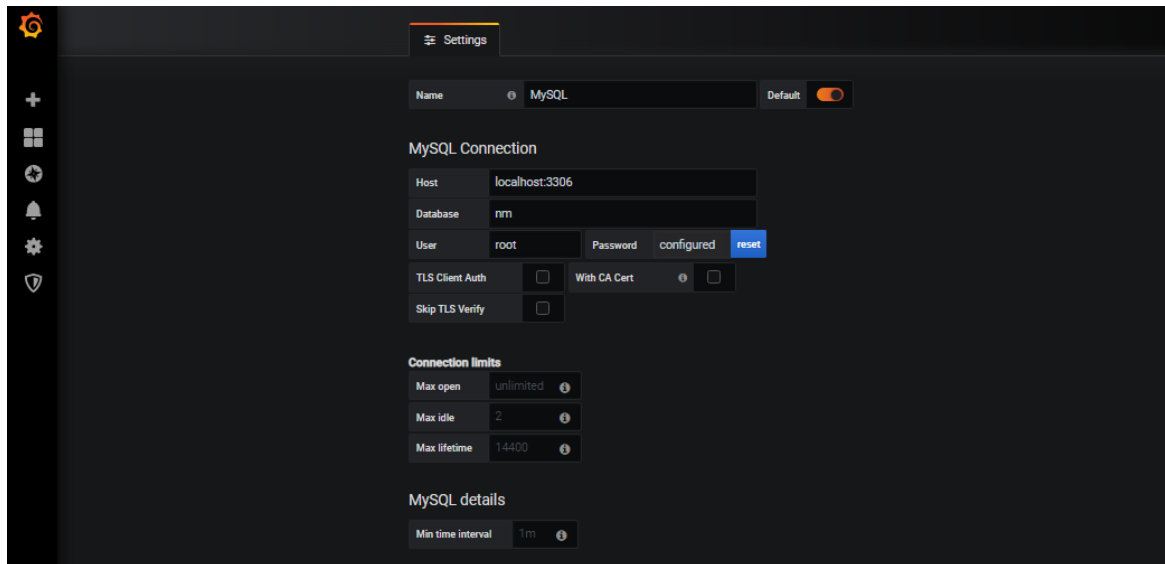 Settings
Name MySQL Default
MySQL Connection
Host localhost:3306
Database nm
User root Password configured reset
TLS Client Auth With CA Cert
Skip TLS Verify
Connection limits
Max open unlimited
Max idle 2
Max lifetime 14400
MySQL details
Min time interval 1m